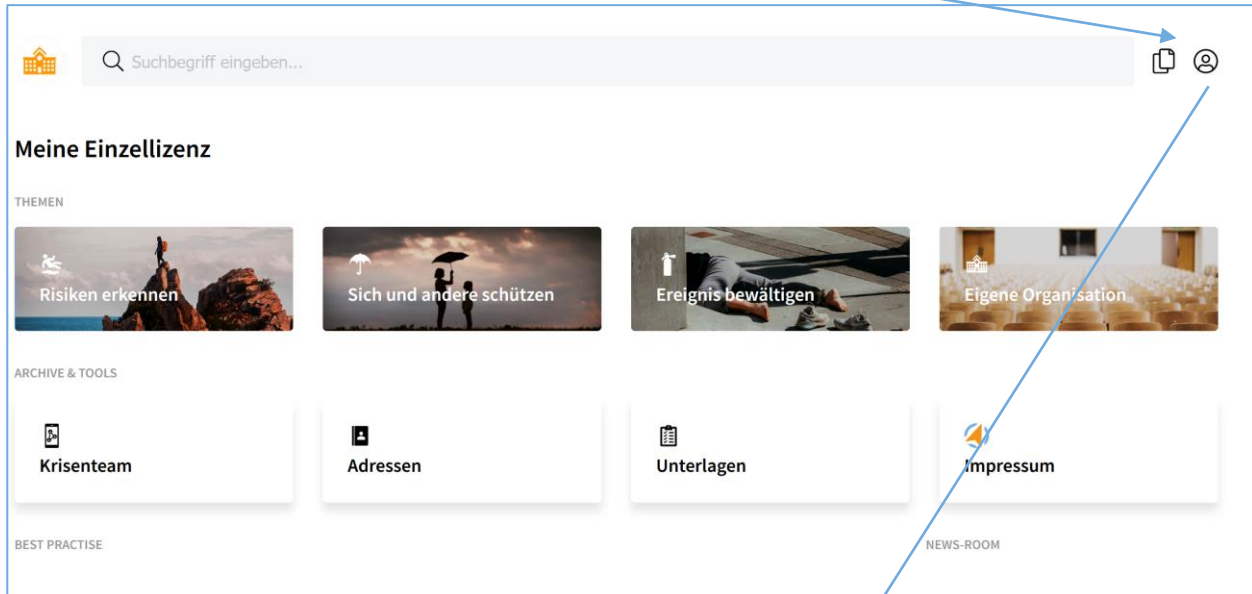 Suchbegriff eingeben...
Meine Einzellizenz
THEMEN
Risiken erkennen
Sich und andere schützen
Ereignis bewältigen
Eigene Organisation
ARCHIVE & TOOLS
Krisenteam
Adressen
Unterlagen
Impressum
BEST PRACTISE
NEWS-ROOM